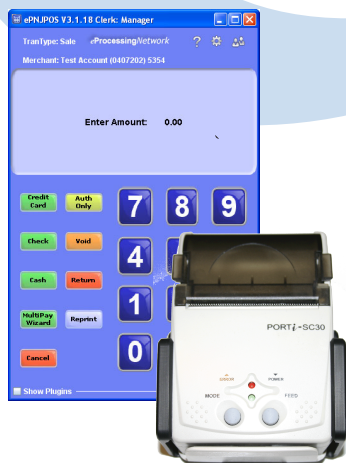 ePNJPOS V3.1.18 Clerk: Manager
TranType: Sale eProcessingNetwork ?
Merchant: Test Account (0407202) 5354
Enter Amount: 0.00
Credit Card
Auth Only
7 8 9
Check
Void
4
Cash
Return
1
MultiPay Wizard
Reprint
0
Cancel
Show Plugins
PORTi-SC30
ERROR POWER
MODE FEED